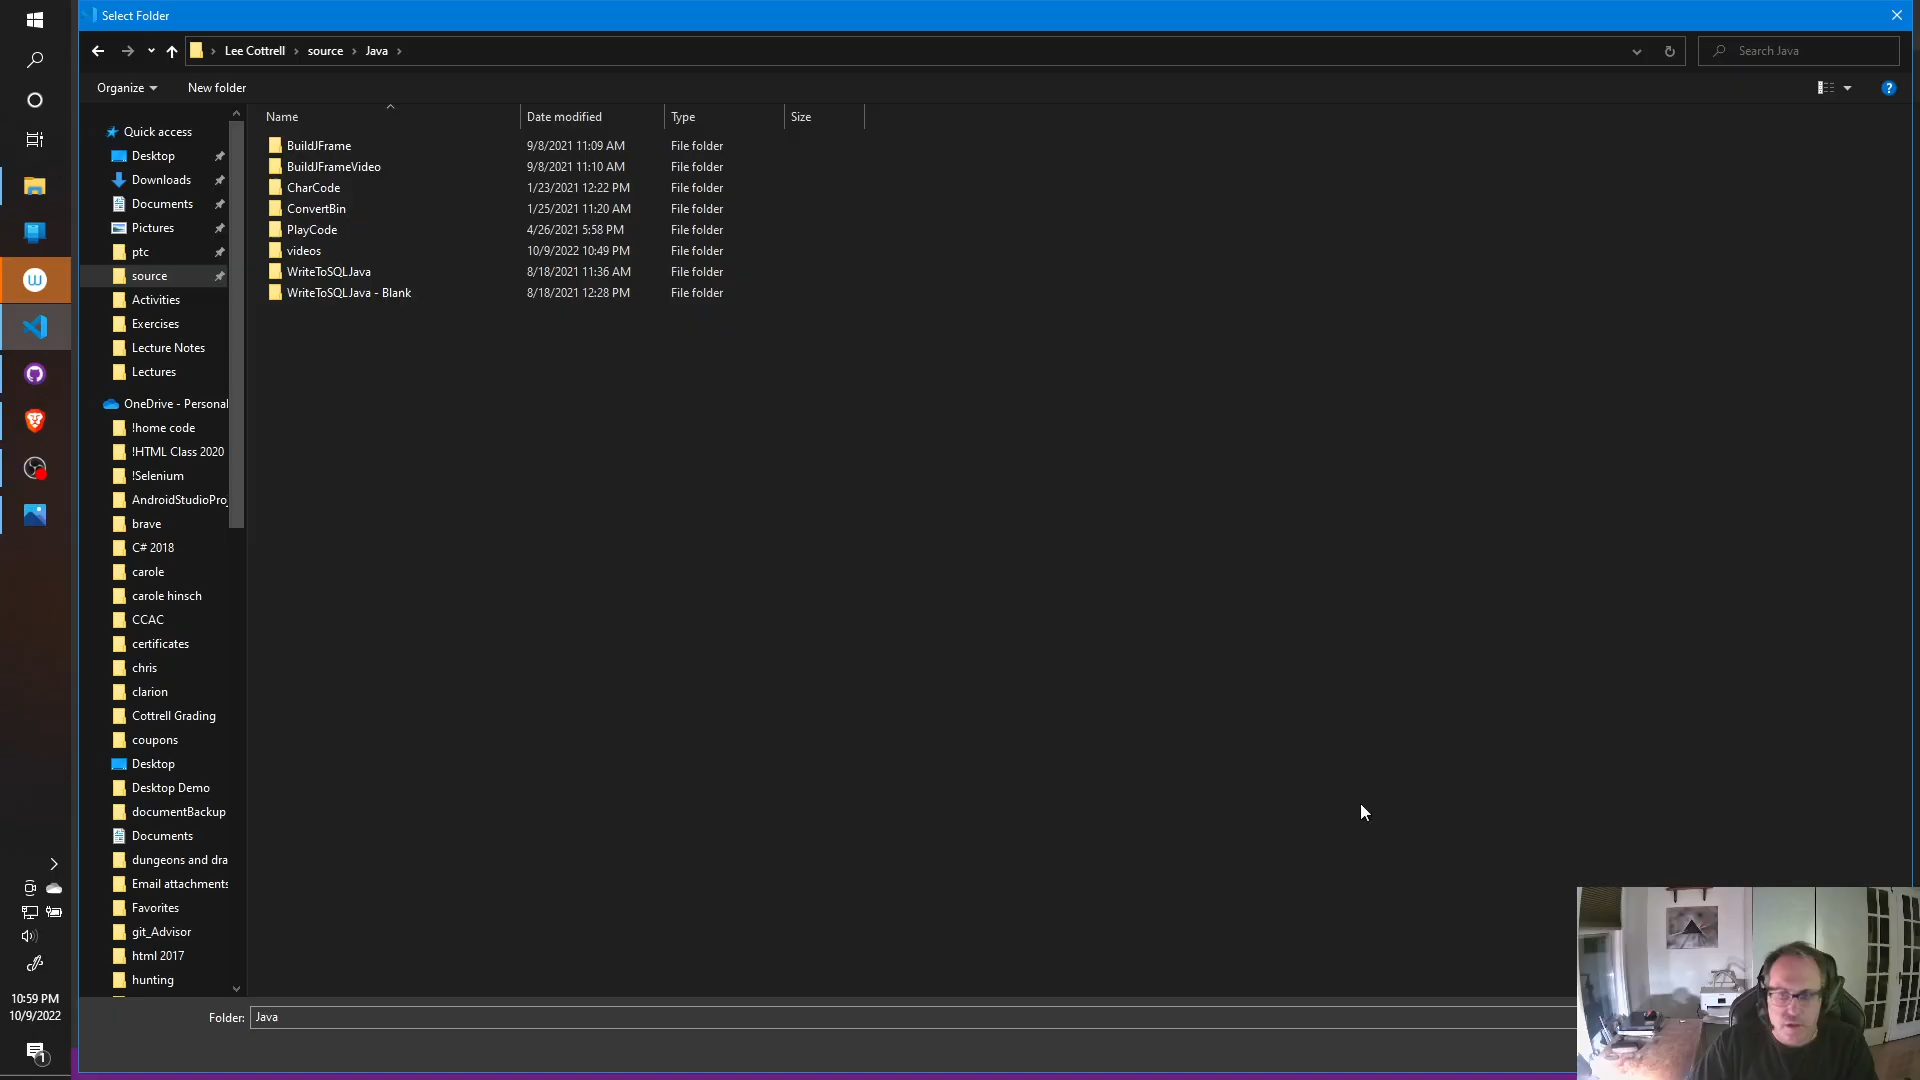 Select Folder
Lee Cottrell
source
Java
Search Java
Organize
New folder
Name
Date modified
Type
Size
BuildJFrame 9/8/2021 11:09 AM File folder
BuildJFrameVideo 9/8/2021 11:10 AM File folder
CharCode 1/23/2021 12:22 PM File folder
ConvertBin 1/25/2021 11:20 AM File folder
PlayCode 4/26/2021 5:58 PM File folder
videos 10/9/2022 10:49 PM File folder
WriteToSQLJava 8/18/2021 11:36 AM File folder
WriteToSQLJava - Blank 8/18/2021 12:28 PM File folder
Quick access
Desktop
Downloads
Documents
Pictures
ptc
source
Activities
Exercises
Lecture Notes
Lectures
OneDrive - Personal
!home code
!HTML Class 2020
!Selenium
AndroidStudioPro
brave
C# 2018
carole
carole hinsch
CCAC
certificates
chris
clarion
Cottrell Grading
coupons
Desktop
Desktop Demo
documentBackup
Documents
dungeons and dra
Email attachments
Favorites
git_Advisor
html 2017
hunting
Folder: Java
10:59 PM
10/9/2022
1